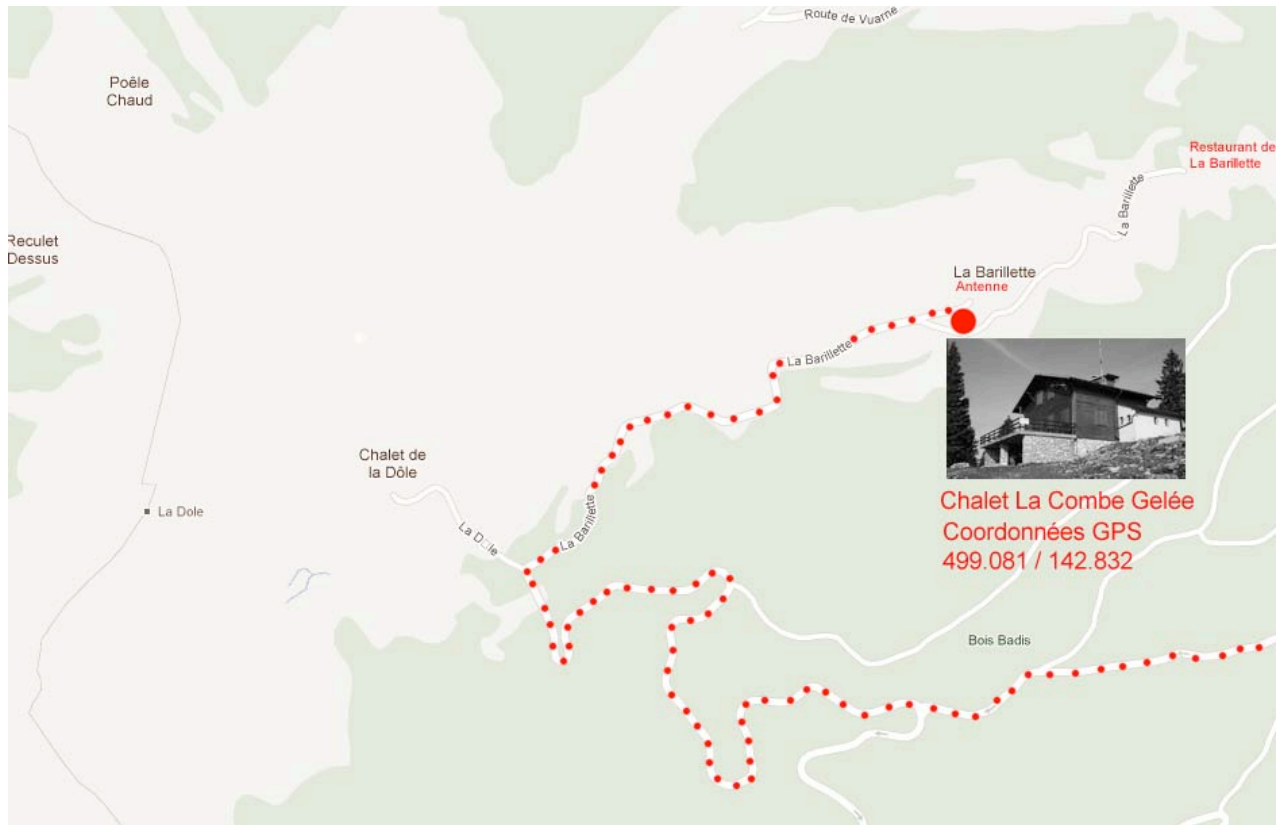 Route de Vuarne
Poêle
Chaud
Restaurant de
La Barillette
La Barillette
Reculet
Dessus
La Barillette
Antenne
La Barillette
Chalet de
la Dôle
Chalet La Combe Gelée
Coordonnées GPS
499.081 / 142.832
La Dole
La D□le
La Barillette
Bois Badis